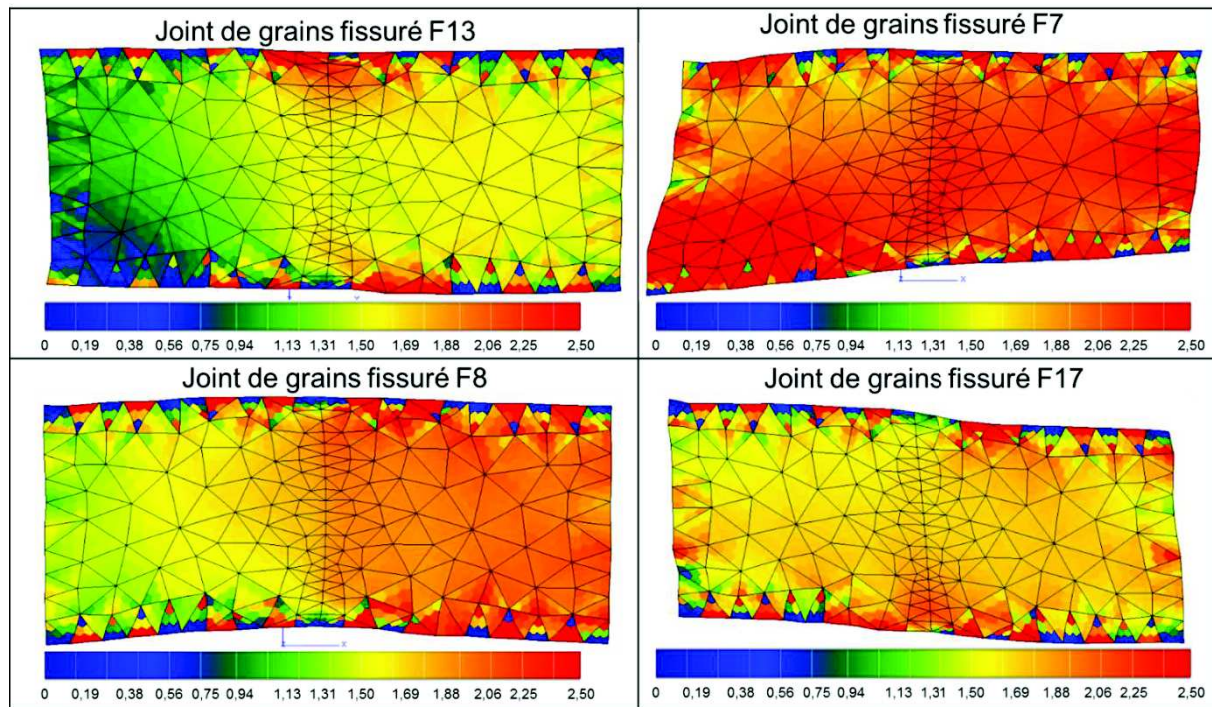 Joint de grains fissuré F13
0 0,19 0,38 0,56 0,75 0,94 1,13 1,31 1,50 1,69 1,88 2,06 2,25 2,50
Joint de grains fissuré F7
x
0 0,19 0,38 0,56 0,75 0,94 1,13 1,31 1,50 1,69 1,88 2,06 2,25 2,50
Joint de grains fissuré F8
x
0 0,19 0,38 0,56 0,75 0,94 1,13 1,31 1,50 1,69 1,88 2,06 2,25 2,50
Joint de grains fissuré F17
0 0,19 0,38 0,56 0,75 0,94 1,13 1,31 1,50 1,69 1,88 2,06 2,25 2,50